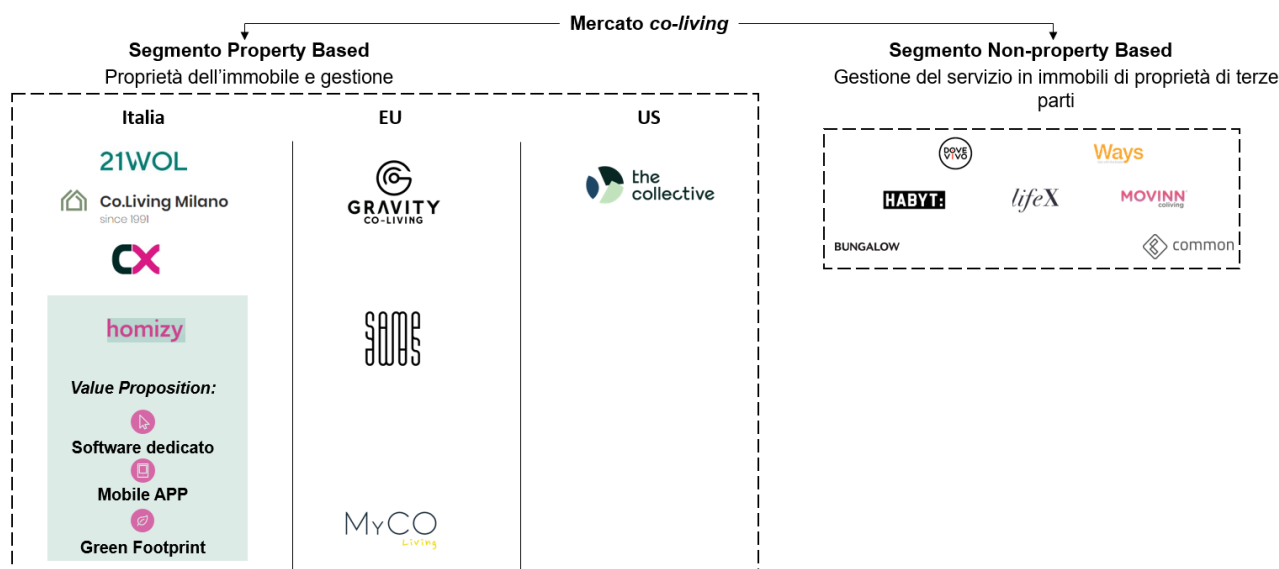 Mercato co-living
Segmento Property Based
Proprietà dell'immobile e gestione
Segmento Non-property Based
Gestione del servizio in immobili di proprietà di terze
parti
Italia
EU
US
21WOL
Co.Living Milano
since 1991
CX
homizy
Value Proposition:
Software dedicato
Mobile APP
Green Footprint
GRAVITY
CO-LIVING
SAME
SAME
MYCO
Living
the
collective
DOVE
VIVO
Ways
HABYT:
lifeX
MOVINN
coliving
BUNGALOW
common